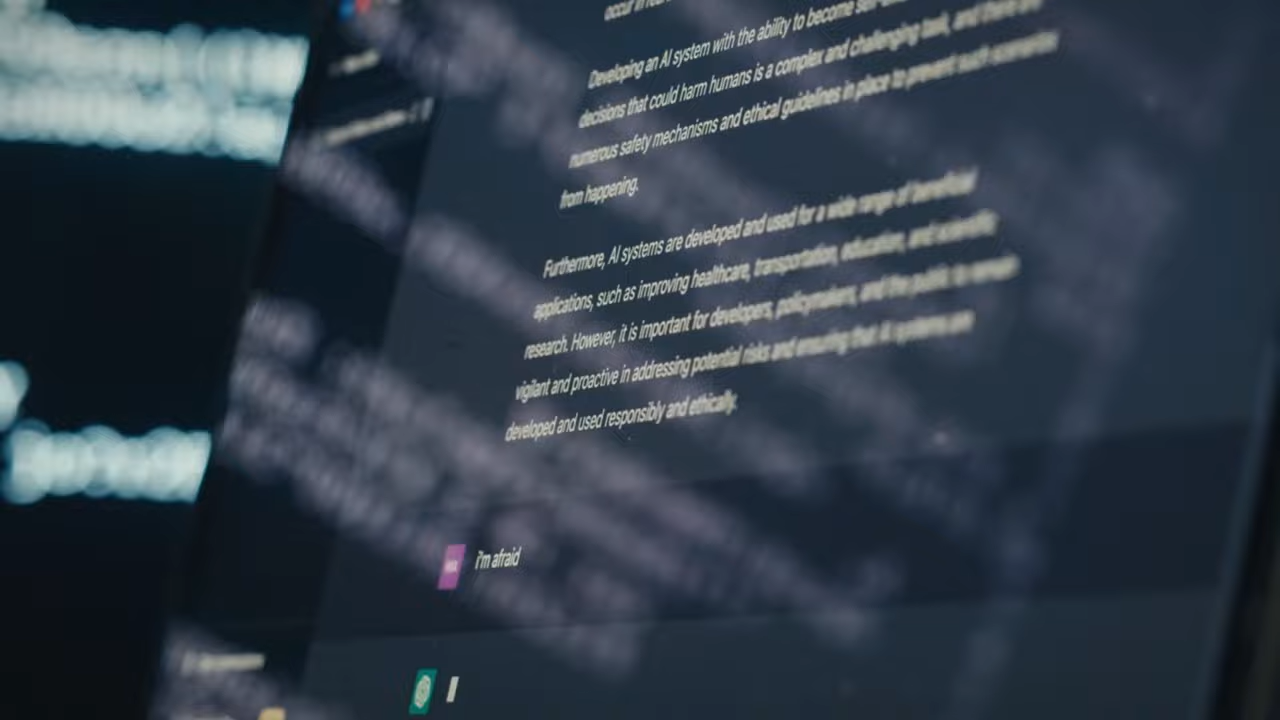 occur in
Developing an AI system with the ability to become
decisions that could harm humans is a complex and challenging task, and there are
numerous safety mechanisms and ethical guidelines in place to prevent such scenarios
from happening.
Furthermore, AI systems are developed and used for a wide range of beneficial
applications, such as improving healthcare, transportation, education, and scientific
research. However, it is important for developers, policymakers, and the public to remain
vigilant and proactive in addressing potential risks and ensuring that AI systems are
developed and used responsibly and ethically.
i'm afraid